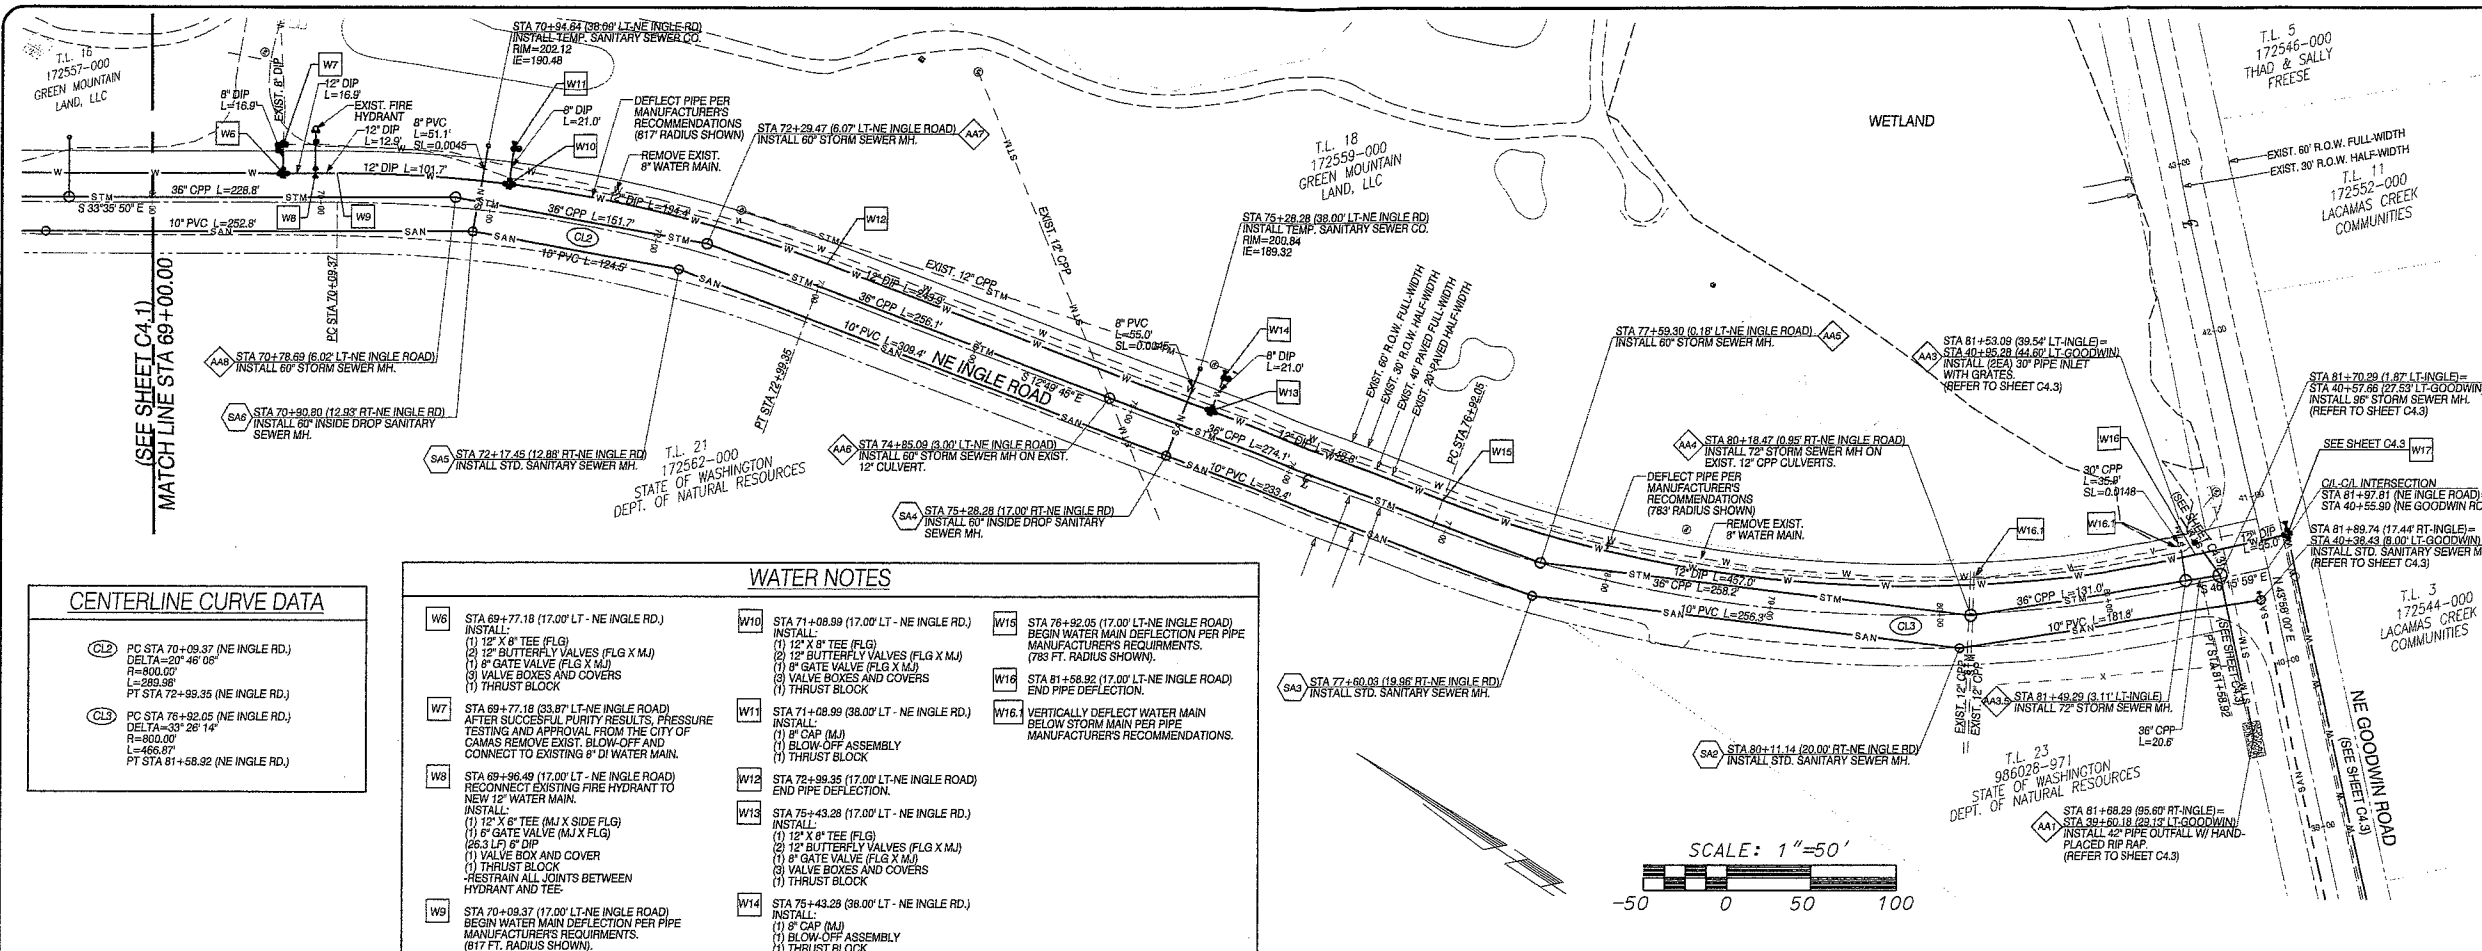 T.L. 16
172557-000
GREEN MOUNTAIN
LAND, LLC
(SEE SHEET C4.1)
MATCH LINE STA 69+00.00
W6
W7
8" DIP
L=16.9'
EXIST. 8" DIP
12" DIP
L=16.9'
EXIST. FIRE
HYDRANT
12" DIP
L=12.9'
8" PVC
L=51.1'
SL=0.0045
STA 70+94.64 (38.00' LT-NE INGLE RD)
INSTALL TEMP. SANITARY SEWER CO.
RIM=202.12
IE=190.48
W11
8" DIP
L=21.0'
W10
DEFLECT PIPE PER
MANUFACTURER'S
RECOMMENDATIONS
(817' RADIUS SHOWN)
REMOVE EXIST.
8" WATER MAIN.
STA 72+29.47 (6.07' LT-NE INGLE ROAD)
INSTALL 60" STORM SEWER MH.
AA7
W12
12" DIP L=101.7'
36" CPP L=228.8'
S 33°35' 50" E
10" PVC L=252.8'
W8
W9
70+00
71+00
72+00
PC STA 70+09.37
36" CPP L=151.7'
CL2
10" PVC L=124.5'
12" DIP L=194.4'
EXIST. 12" CPP
EXIST. 12" CPP
36" CPP L=256.1'
10" PVC L=309.4'
NE INGLE ROAD
S 12°49' 45" E
PT STA 72+99.35
AA8
STA 70+78.69 (6.02' LT-NE INGLE ROAD)
INSTALL 60" STORM SEWER MH.
SA6
STA 70+90.80 (12.93' RT-NE INGLE RD)
INSTALL 60" INSIDE DROP SANITARY
SEWER MH.
SA5
STA 72+17.45 (12.88' RT-NE INGLE RD)
INSTALL STD. SANITARY SEWER MH.
T.L. 21
172562-000
STATE OF WASHINGTON
DEPT. OF NATURAL RESOURCES
AA6
STA 74+85.09 (3.00' LT-NE INGLE ROAD)
INSTALL 60" STORM SEWER MH ON EXIST.
12" CULVERT.
SA4
STA 75+28.28 (17.00' RT-NE INGLE RD)
INSTALL 60" INSIDE DROP SANITARY
SEWER MH.
T.L. 18
172559-000
GREEN MOUNTAIN
LAND, LLC
STA 75+28.28 (38.00' LT-NE INGLE RD)
INSTALL TEMP. SANITARY SEWER CO.
RIM=200.84
IE=189.32
8" PVC
L=55.0'
SL=0.0045
W14
8" DIP
L=21.0'
W13
EXIST. 60' R.O.W. FULL-WIDTH
EXIST. 30' R.O.W. HALF-WIDTH
EXIST. 40' PAVED FULL-WIDTH
EXIST. 20' PAVED HALF-WIDTH
PC STA 76+92.05
W15
36" CPP L=274.1'
10" PVC L=233.4'
STA 77+59.30 (0.18' LT-NE INGLE ROAD)
INSTALL 60" STORM SEWER MH.
AA5
WETLAND
T.L. 5
172546-000
THAD & SALLY
FREESE
EXIST. 60' R.O.W. FULL-WIDTH
EXIST. 30' R.O.W. HALF-WIDTH
T.L. 11
172552-000
LACAMAS CREEK
COMMUNITIES
AA3
STA 81+53.09 (39.54' LT-INGLE)=
STA 40+95.28 (44.60' LT-GOODWIN)
INSTALL (2EA) 30" PIPE INLET
WITH GRATES.
(REFER TO SHEET C4.3)
STA 81+70.29 (1.87' LT-INGLE)=
STA 40+57.66 (27.53' LT-GOODWIN)
INSTALL 96" STORM SEWER MH.
(REFER TO SHEET C4.3)
AA4
STA 80+18.47 (0.95' RT-NE INGLE ROAD)
INSTALL 72" STORM SEWER MH ON
EXIST. 12" CPP CULVERTS.
DEFLECT PIPE PER
MANUFACTURER'S
RECOMMENDATIONS
(783' RADIUS SHOWN)
REMOVE EXIST.
8" WATER MAIN.
W16.1
W16
30" CPP
L=35.9'
SL=0.0148
W16.1
SEE SHEET C4.3
W17
C/L-C/L INTERSECTION
STA 81+97.81 (NE INGLE ROAD)=
STA 40+55.90 (NE GOODWIN RD
STA 81+89.74 (17.44' RT-INGLE)=
STA 40+38.43 (8.00' LT-GOODWIN)
INSTALL STD. SANITARY SEWER M
(REFER TO SHEET C4.3)
12" DIP L=457.0'
36" CPP L=258.2'
10" PVC L=256.3'
CL3
36" CPP L=131.0'
10" PVC L=181.8'
N 43°58' 00" E
PT STA 81+58.92
(SEE SHEET C4.3)
T.L. 3
172544-000
LACAMAS CREEK
COMMUNITIES
NE GOODWIN ROAD
(SEE SHEET C4.3)
SA3
STA 77+60.03 (19.96' RT-NE INGLE RD)
INSTALL STD. SANITARY SEWER MH.
SA2
STA 80+11.14 (20.00' RT-NE INGLE RD)
INSTALL STD. SANITARY SEWER MH.
EXIST. 12" CPP
EXIST. 12" CPP
AA3.5
STA 81+49.29 (3.11' LT-INGLE)
INSTALL 72" STORM SEWER MH.
36" CPP
L=20.6'
T.L. 23
986028-971
STATE OF WASHINGTON
DEPT. OF NATURAL RESOURCES
AA1
STA 81+68.29 (95.60' RT-INGLE)=
STA 39+60.18 (29.13' LT-GOODWIN)
INSTALL 42" PIPE OUTFALL W/ HAND-
PLACED RIP RAP.
(REFER TO SHEET C4.3)
SCALE: 1"=50'
-50 0 50 100
CENTERLINE CURVE DATA
CL2
PC STA 70+09.37 (NE INGLE RD.)
DELTA=20° 46' 06"
R=800.00'
L=289.98'
PT STA 72+99.35 (NE INGLE RD.)
CL3
PC STA 76+92.05 (NE INGLE RD.)
DELTA=33° 26' 14"
R=800.00'
L=466.87'
PT STA 81+58.92 (NE INGLE RD.)
WATER NOTES
W6
STA 69+77.18 (17.00' LT - NE INGLE RD.)
INSTALL:
(1) 12" X 8" TEE (FLG)
(2) 12" BUTTERFLY VALVES (FLG X MJ)
(1) 8" GATE VALVE (FLG X MJ)
(3) VALVE BOXES AND COVERS
(1) THRUST BLOCK
W7
STA 69+77.18 (33.87' LT-NE INGLE ROAD)
AFTER SUCCESFUL PURITY RESULTS, PRESSURE
TESTING AND APPROVAL FROM THE CITY OF
CAMAS REMOVE EXIST. BLOW-OFF AND
CONNECT TO EXISTING 8" DI WATER MAIN.
W8
STA 69+96.49 (17.00' LT - NE INGLE ROAD)
RECONNECT EXISTING FIRE HYDRANT TO
NEW 12" WATER MAIN.
INSTALL:
(1) 12" X 6" TEE (MJ X SIDE FLG)
(1) 6" GATE VALVE (MJ X FLG)
(26.3 LF) 6" DIP
(1) VALVE BOX AND COVER
(1) THRUST BLOCK
-RESTRAIN ALL JOINTS BETWEEN
HYDRANT AND TEE-
W9
STA 70+09.37 (17.00' LT-NE INGLE ROAD)
BEGIN WATER MAIN DEFLECTION PER PIPE
MANUFACTURER'S REQUIRMENTS.
(817 FT. RADIUS SHOWN).
W10
STA 71+08.99 (17.00' LT - NE INGLE RD.)
INSTALL:
(1) 12" X 8" TEE (FLG)
(2) 12" BUTTERFLY VALVES (FLG X MJ)
(1) 8" GATE VALVE (FLG X MJ)
(3) VALVE BOXES AND COVERS
(1) THRUST BLOCK
W11
STA 71+08.99 (38.00' LT - NE INGLE RD.)
INSTALL:
(1) 8" CAP (MJ)
(1) BLOW-OFF ASSEMBLY
(1) THRUST BLOCK
W12
STA 72+99.35 (17.00' LT-NE INGLE ROAD)
END PIPE DEFLECTION.
W13
STA 75+43.28 (17.00' LT - NE INGLE RD.)
INSTALL:
(1) 12" X 8" TEE (FLG)
(2) 12" BUTTERFLY VALVES (FLG X MJ)
(1) 8" GATE VALVE (FLG X MJ)
(3) VALVE BOXES AND COVERS
(1) THRUST BLOCK
W14
STA 75+43.28 (38.00' LT - NE INGLE RD.)
INSTALL:
(1) 8" CAP (MJ)
(1) BLOW-OFF ASSEMBLY
(1) THRUST BLOCK
W15
STA 76+92.05 (17.00' LT-NE INGLE ROAD)
BEGIN WATER MAIN DEFLECTION PER PIPE
MANUFACTURER'S REQUIRMENTS.
(783 FT. RADIUS SHOWN).
W16
STA 81+58.92 (17.00' LT-NE INGLE ROAD)
END PIPE DEFLECTION.
W16.1
VERTICALLY DEFLECT WATER MAIN
BELOW STORM MAIN PER PIPE
MANUFACTURER'S RECOMMENDATIONS.